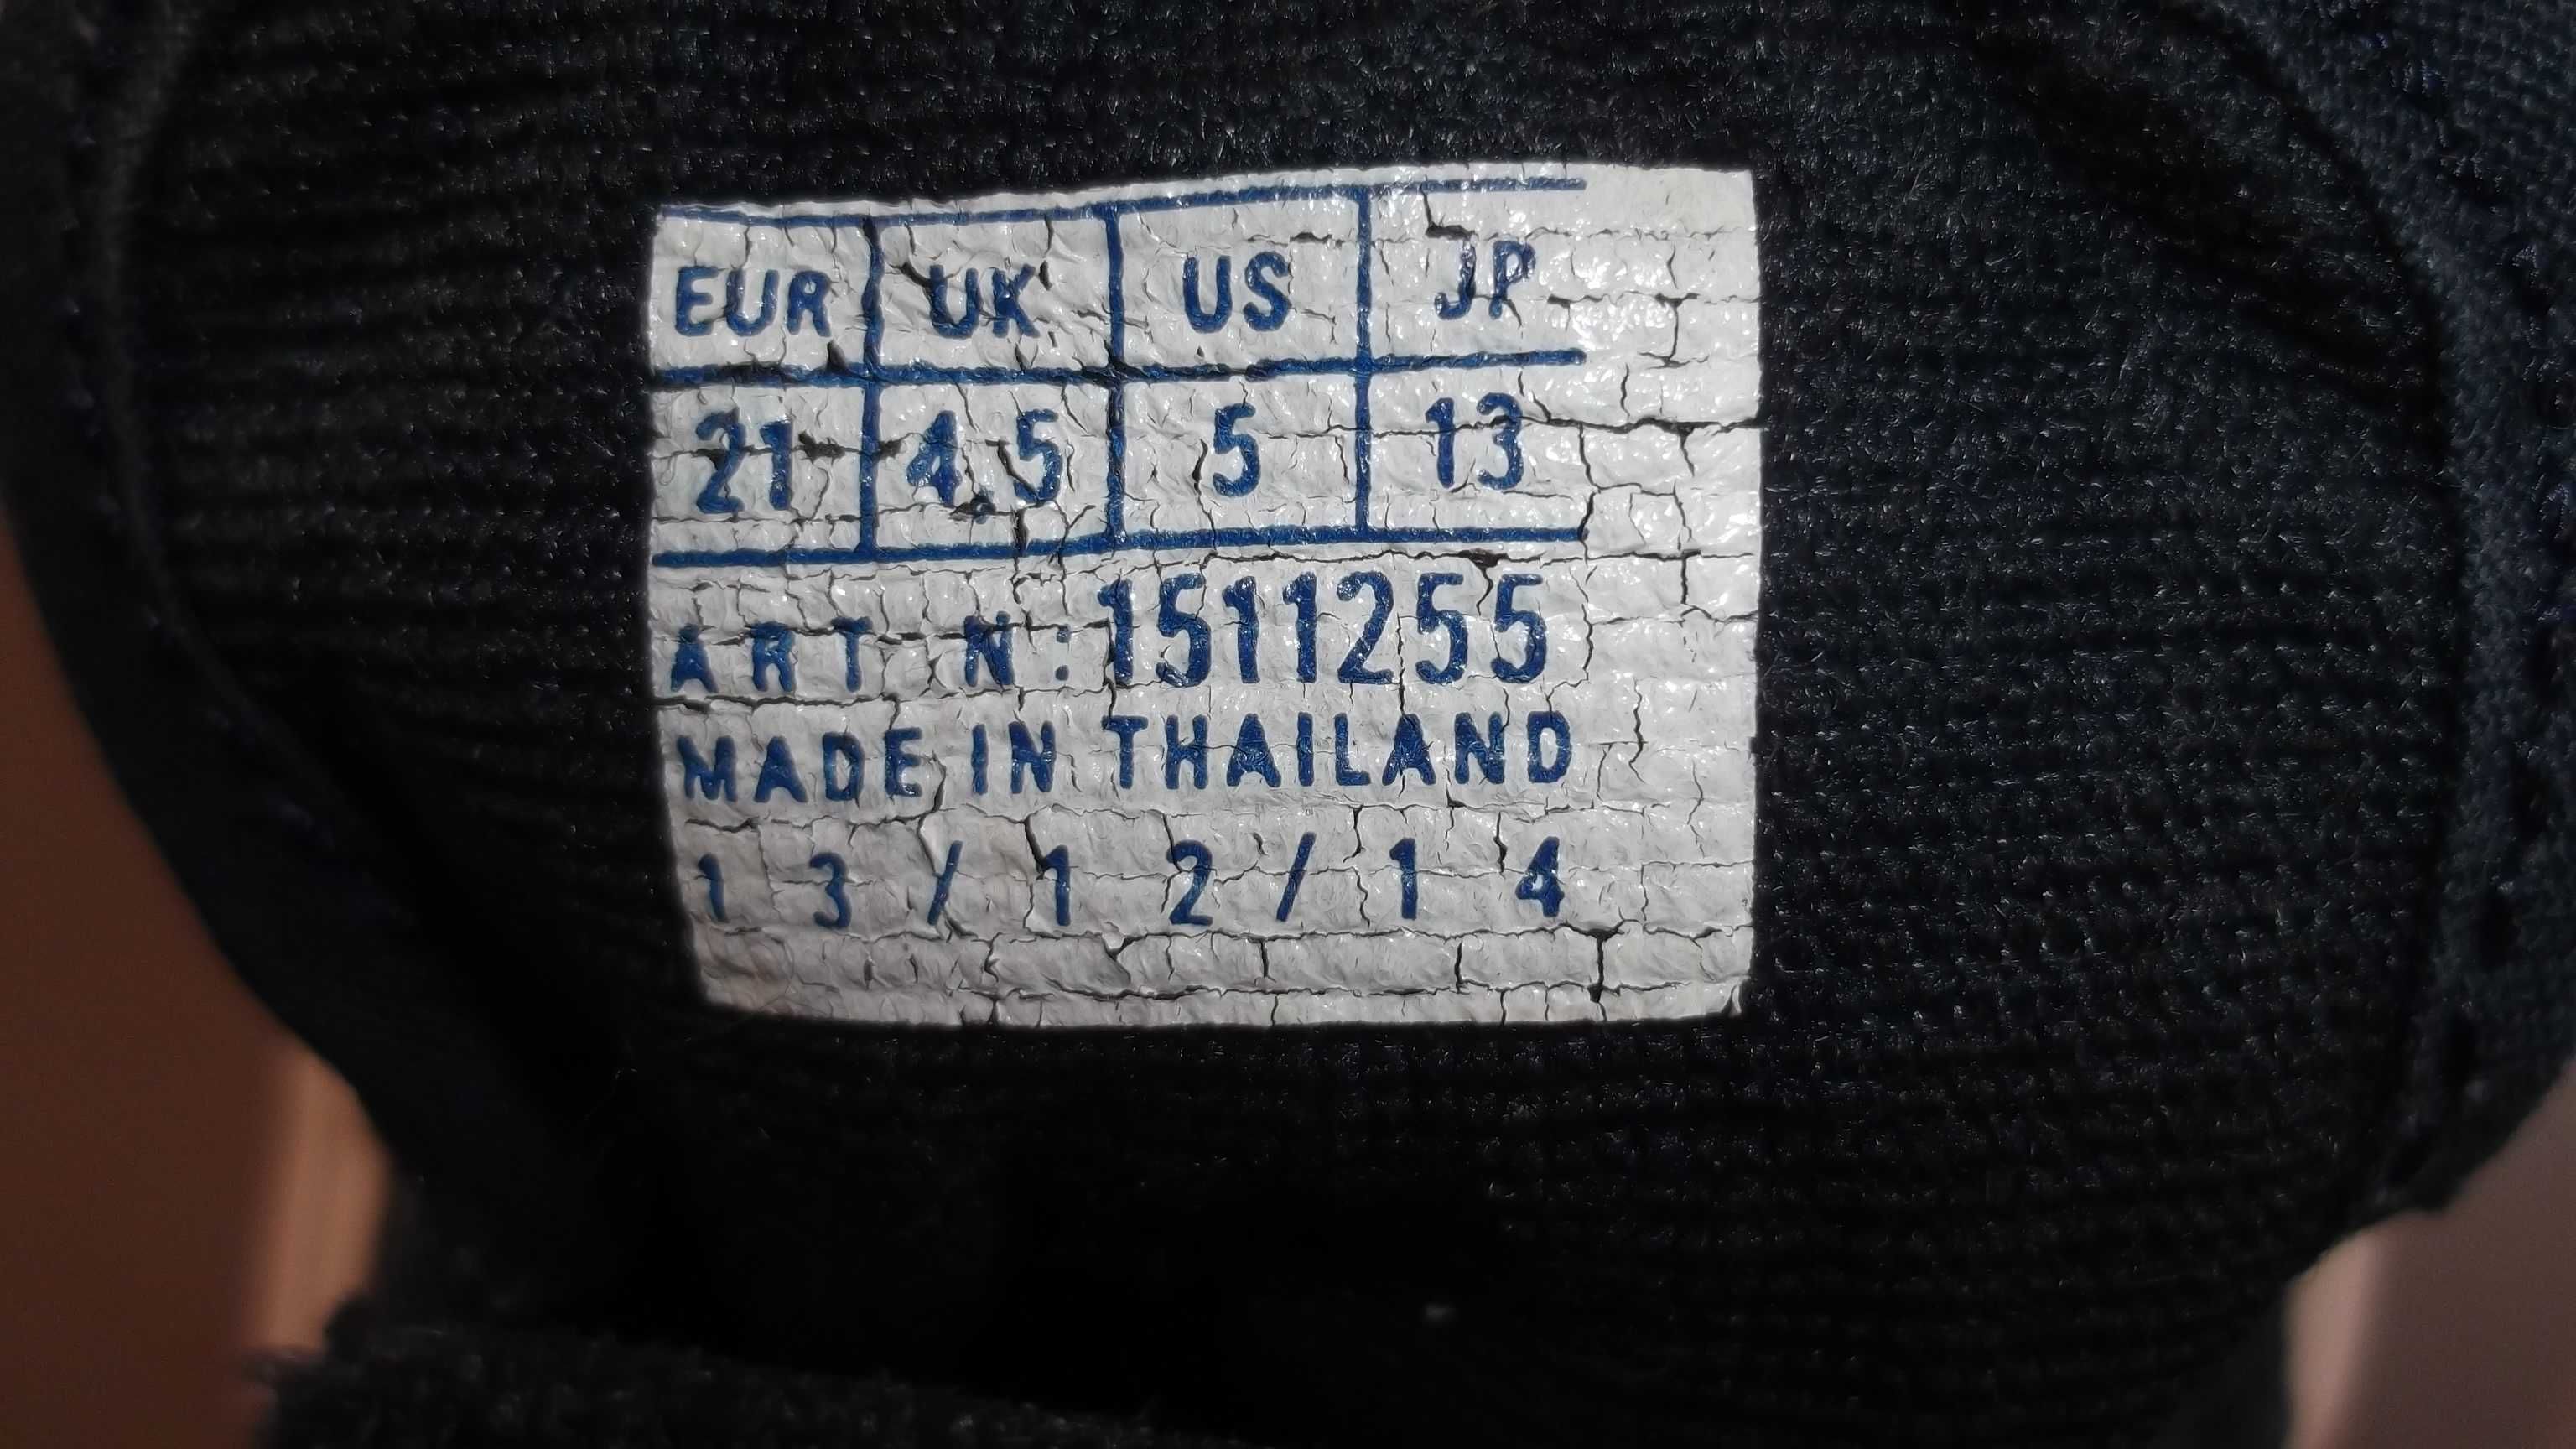 EUR UK US JP
21 4.5 5 13
ART N:1511255
MADE IN THAILAND
13/12/14